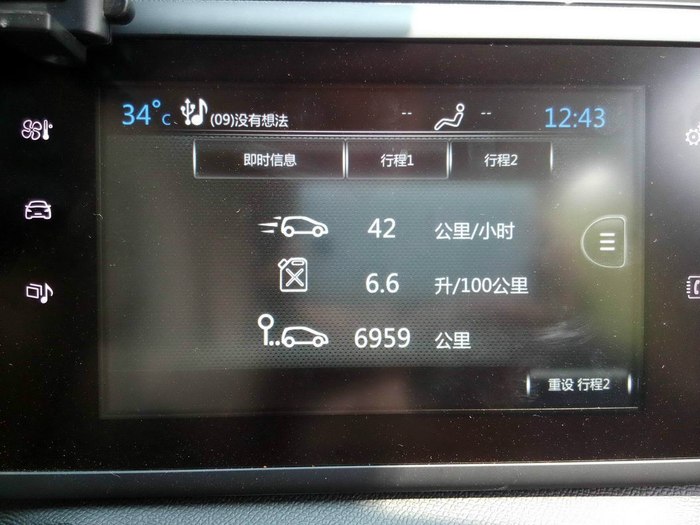 34°C (09)没有想法 -- -- 12:43
即时信息 行程1 行程2
42 公里/小时
6.6 升/100公里
6959 公里
重设 行程2